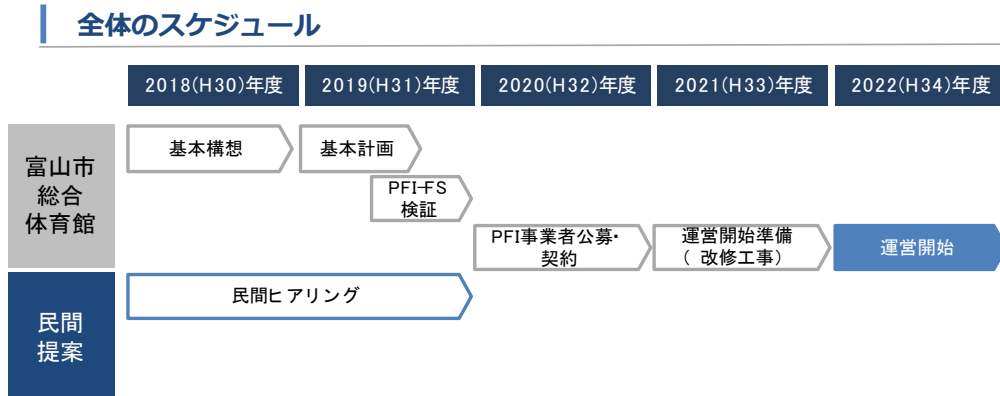 全体のスケジュール
2018(H30)年度
2019(H31)年度
2020(H32)年度
2021(H33)年度
2022(H34)年度
富山市
総合
体育館
基本構想
基本計画
PFI-FS
検証
PFI事業者公募・
契約
運営開始準備
( 改修工事)
運営開始
民間
提案
民間ヒアリング